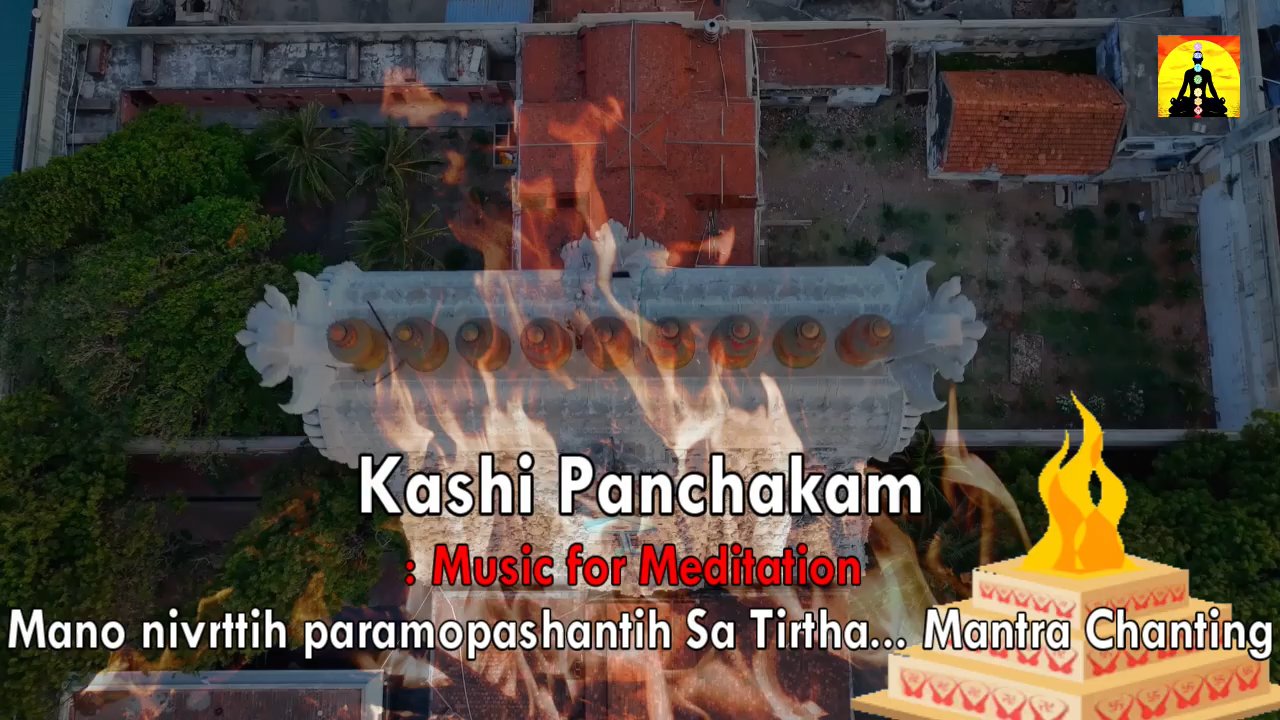 Kashi Panchakam
: Music for Meditation
Mano nivrttih paramopashantih Sa Tirtha... Mantra Chanting